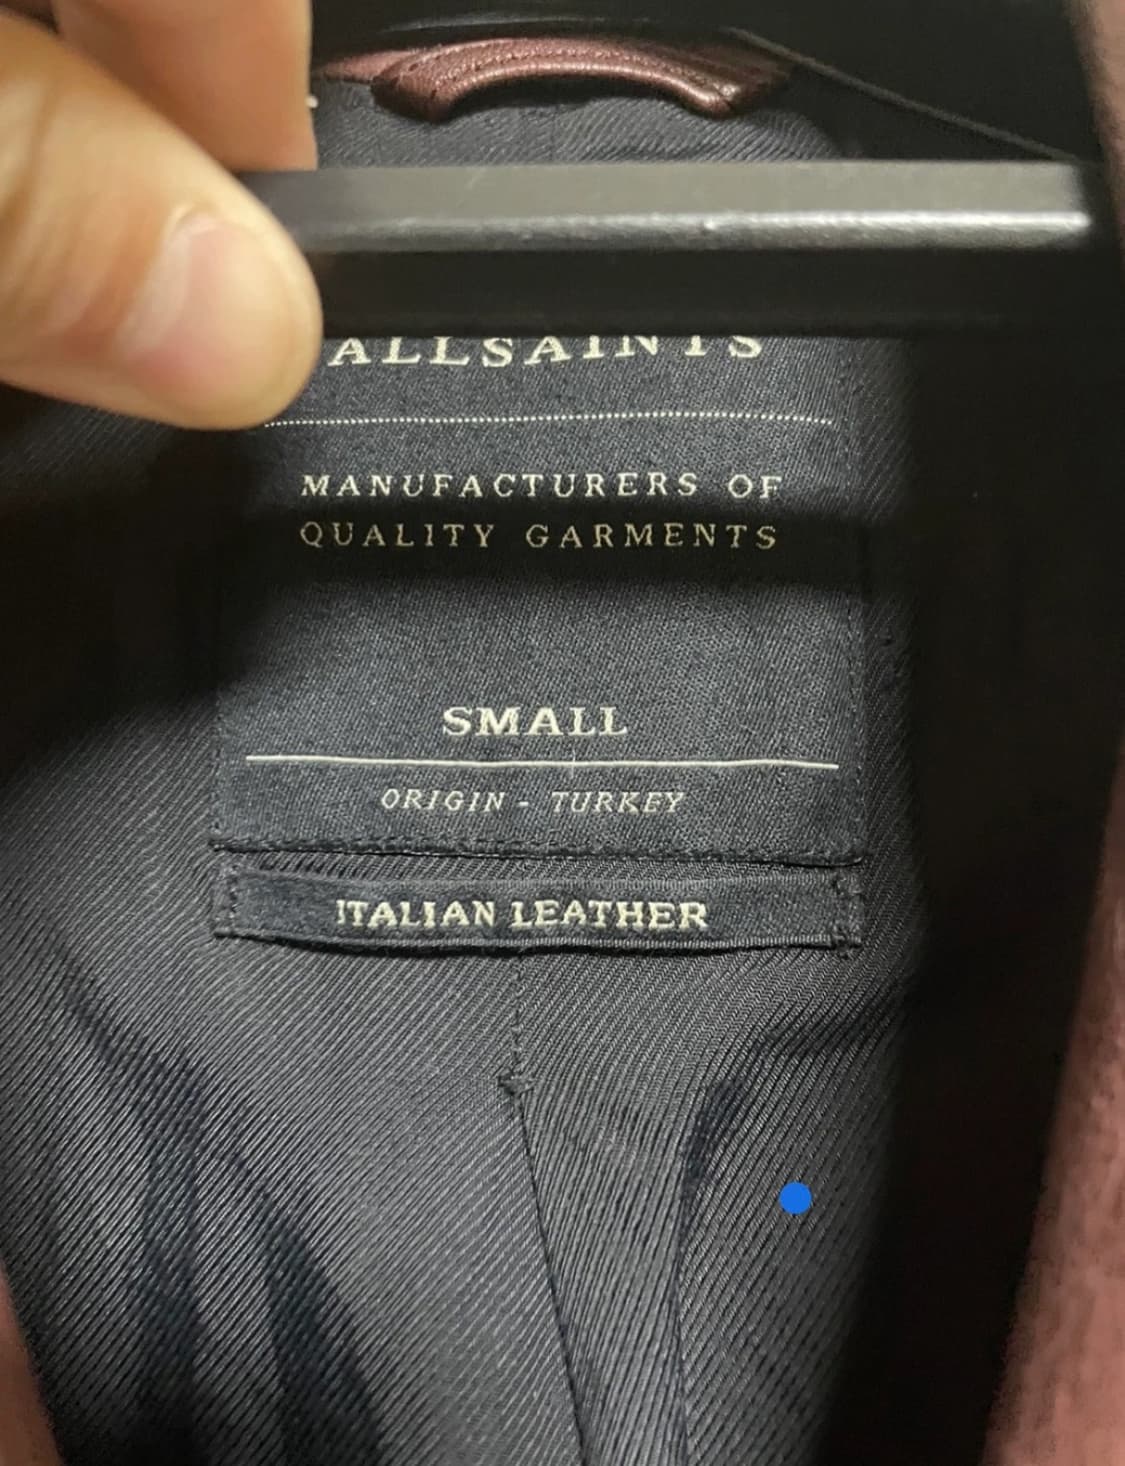 ALLSAINTS
MANUFACTURERS OF
QUALITY GARMENTS
SMALL
ORIGIN - TURKEY
ITALIAN LEATHER